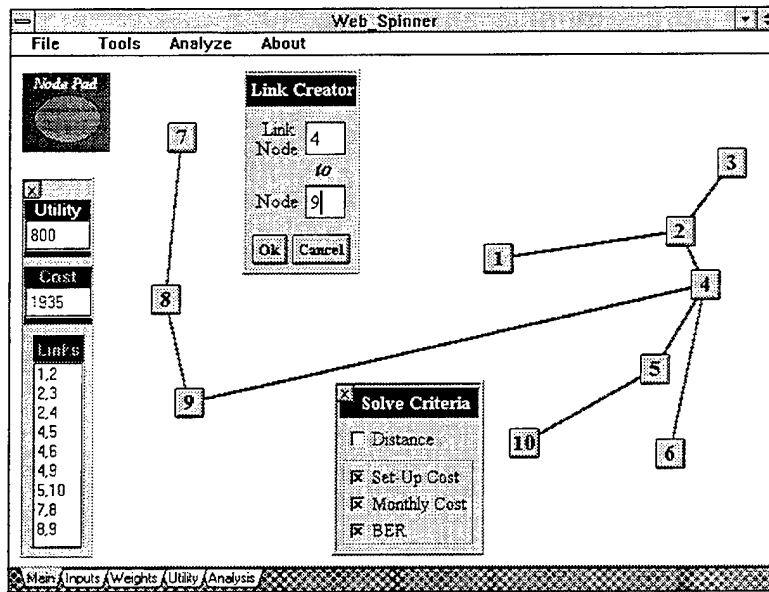 Web_Spinner
File Tools Analyze About
Node Pad
Link Creator
Link Node 4
to
Node 9
Ok Cancel
7
3
2
1
4
8
5
9
10
6
Utility
800
Cost
1935
Links
1,2
2,3
2,4
4,5
4,6
4,9
5,10
7,8
8,9
Solve Criteria
Distance
Set-Up Cost
Monthly Cost
BER
Main Inputs Weights Utility Analysis